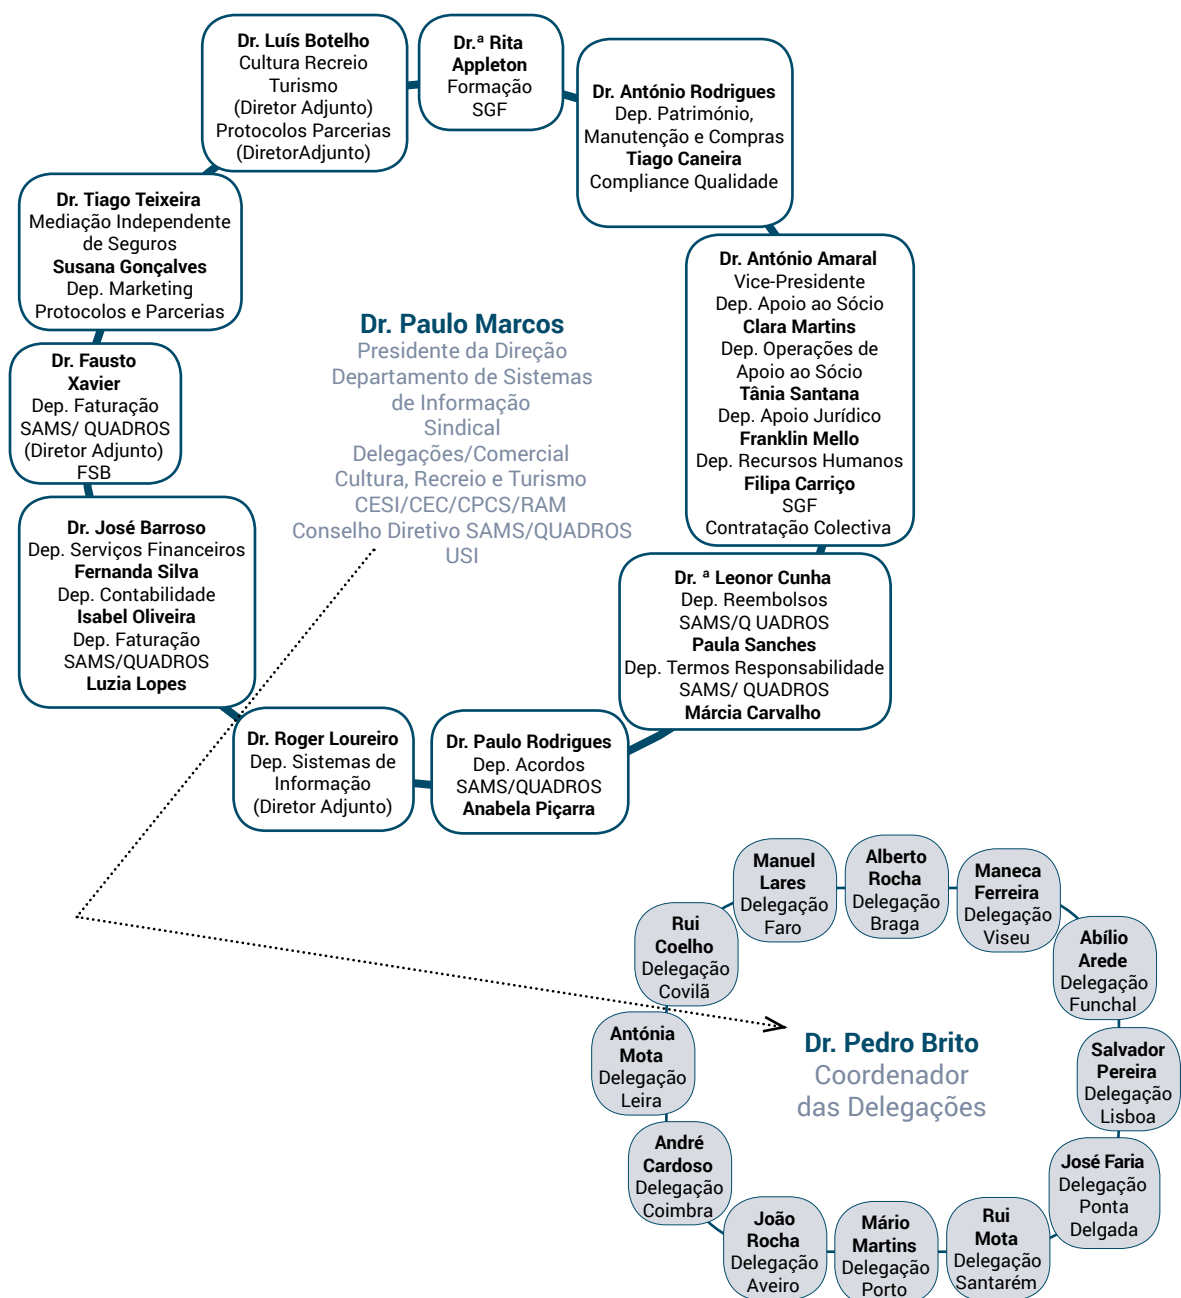 Dr. Luís Botelho
Cultura Recreio
Turismo
(Diretor Adjunto)
Protocolos Parcerias
(DiretorAdjunto)
Dr.ª Rita
Appleton
Formação
SGF
Dr. António Rodrigues
Dep. Património,
Manutenção e Compras
Tiago Caneira
Compliance Qualidade
Dr. Tiago Teixeira
Mediação Independente
de Seguros
Susana Gonçalves
Dep. Marketing
Protocolos e Parcerias
Dr. António Amaral
Vice-Presidente
Dep. Apoio ao Sócio
Clara Martins
Dep. Operações de
Apoio ao Sócio
Tânia Santana
Dep. Apoio Jurídico
Franklin Mello
Dep. Recursos Humanos
Filipa Carriço
SGF
Contratação Colectiva
Dr. Paulo Marcos
Presidente da Direção
Departamento de Sistemas
de Informação
Sindical
Delegações/Comercial
Cultura, Recreio e Turismo
CESI/CEC/CPCS/RAM
Conselho Diretivo SAMS/QUADROS
USI
Dr. Fausto
Xavier
Dep. Faturação
SAMS/ QUADROS
(Diretor Adjunto)
FSB
Dr. José Barroso
Dep. Serviços Financeiros
Fernanda Silva
Dep. Contabilidade
Isabel Oliveira
Dep. Faturação
SAMS/QUADROS
Luzia Lopes
Dr. ª Leonor Cunha
Dep. Reembolsos
SAMS/Q UADROS
Paula Sanches
Dep. Termos Responsabilidade
SAMS/ QUADROS
Márcia Carvalho
Dr. Roger Loureiro
Dep. Sistemas de
Informação
(Diretor Adjunto)
Dr. Paulo Rodrigues
Dep. Acordos
SAMS/QUADROS
Anabela Piçarra
Manuel
Lares
Delegação
Faro
Alberto
Rocha
Delegação
Braga
Maneca
Ferreira
Delegação
Viseu
Rui
Coelho
Delegação
Covilã
Abílio
Arede
Delegação
Funchal
Antónia
Mota
Delegação
Leira
Dr. Pedro Brito
Coordenador
das Delegações
Salvador
Pereira
Delegação
Lisboa
André
Cardoso
Delegação
Coimbra
José Faria
Delegação
Ponta
Delgada
João
Rocha
Delegação
Aveiro
Mário
Martins
Delegação
Porto
Rui
Mota
Delegação
Santarém